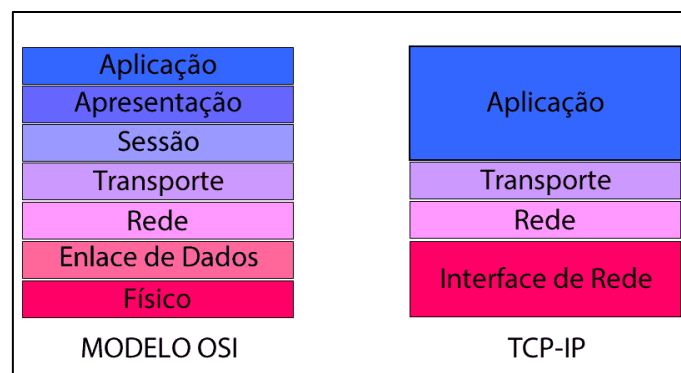 Aplicação
Apresentação
Sessão
Transporte
Rede
Enlace de Dados
Físico
MODELO OSI
Aplicação
Transporte
Rede
Interface de Rede
TCP-IP